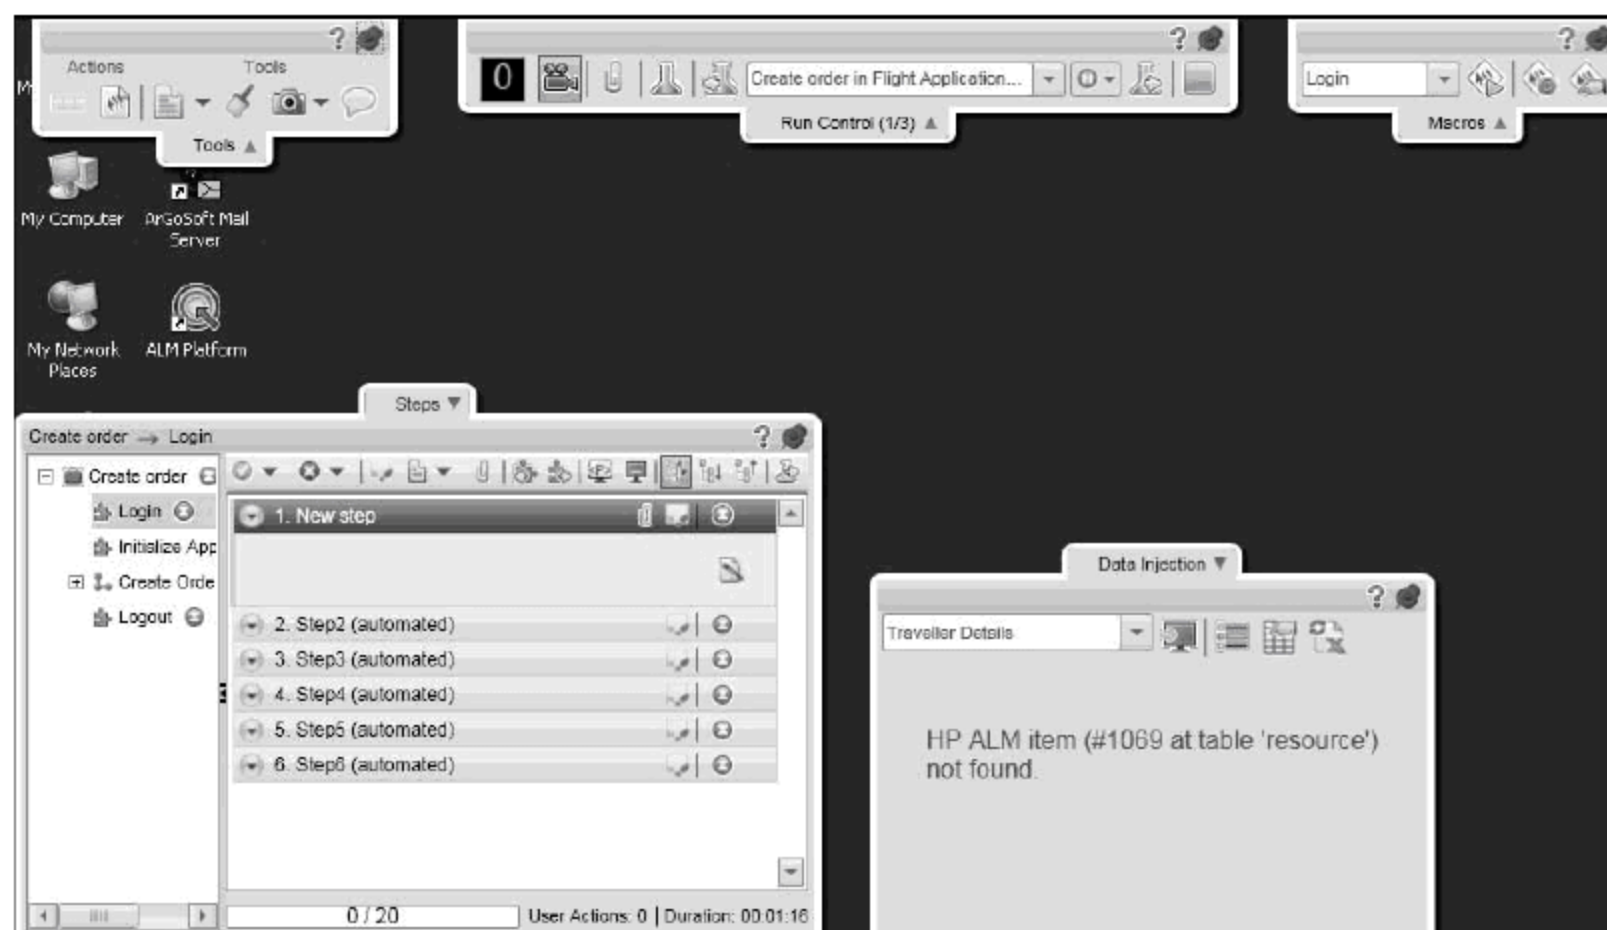 Actions Tools
Tools ▲
0
Create order in Flight Application...
Run Control (1/3) ▲
Login
Macros ▲
My Computer
ArGoSoft Mail
Server
My Network
Places
ALM Platform
Steps ▼
Create order → Login
Create order
Login
Initialize App
Create Orde
Logout
1. New step
2. Step2 (automated)
3. Step3 (automated)
4. Step4 (automated)
5. Step5 (automated)
6. Step6 (automated)
0 / 20
User Actions: 0 | Duration: 00:01:16
Data Injection ▼
Traveller Details
HP ALM item (#1069 at table 'resource')
not found.